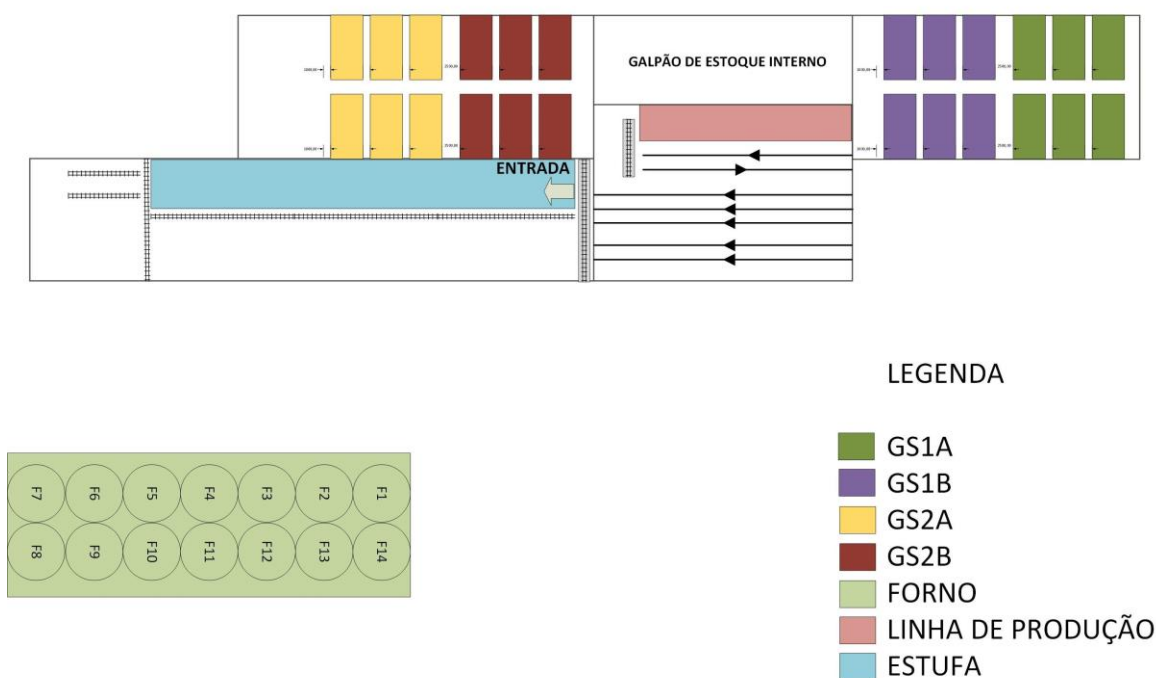 GALPÃO DE ESTOQUE INTERNO
ENTRADA
LEGENDA
F7 F6 F5 F4 F3 F2 F1
F8 F9 F10 F11 F12 F13 F14
GS1A
GS1B
GS2A
GS2B
FORNO
LINHA DE PRODUÇÃO
ESTUFA